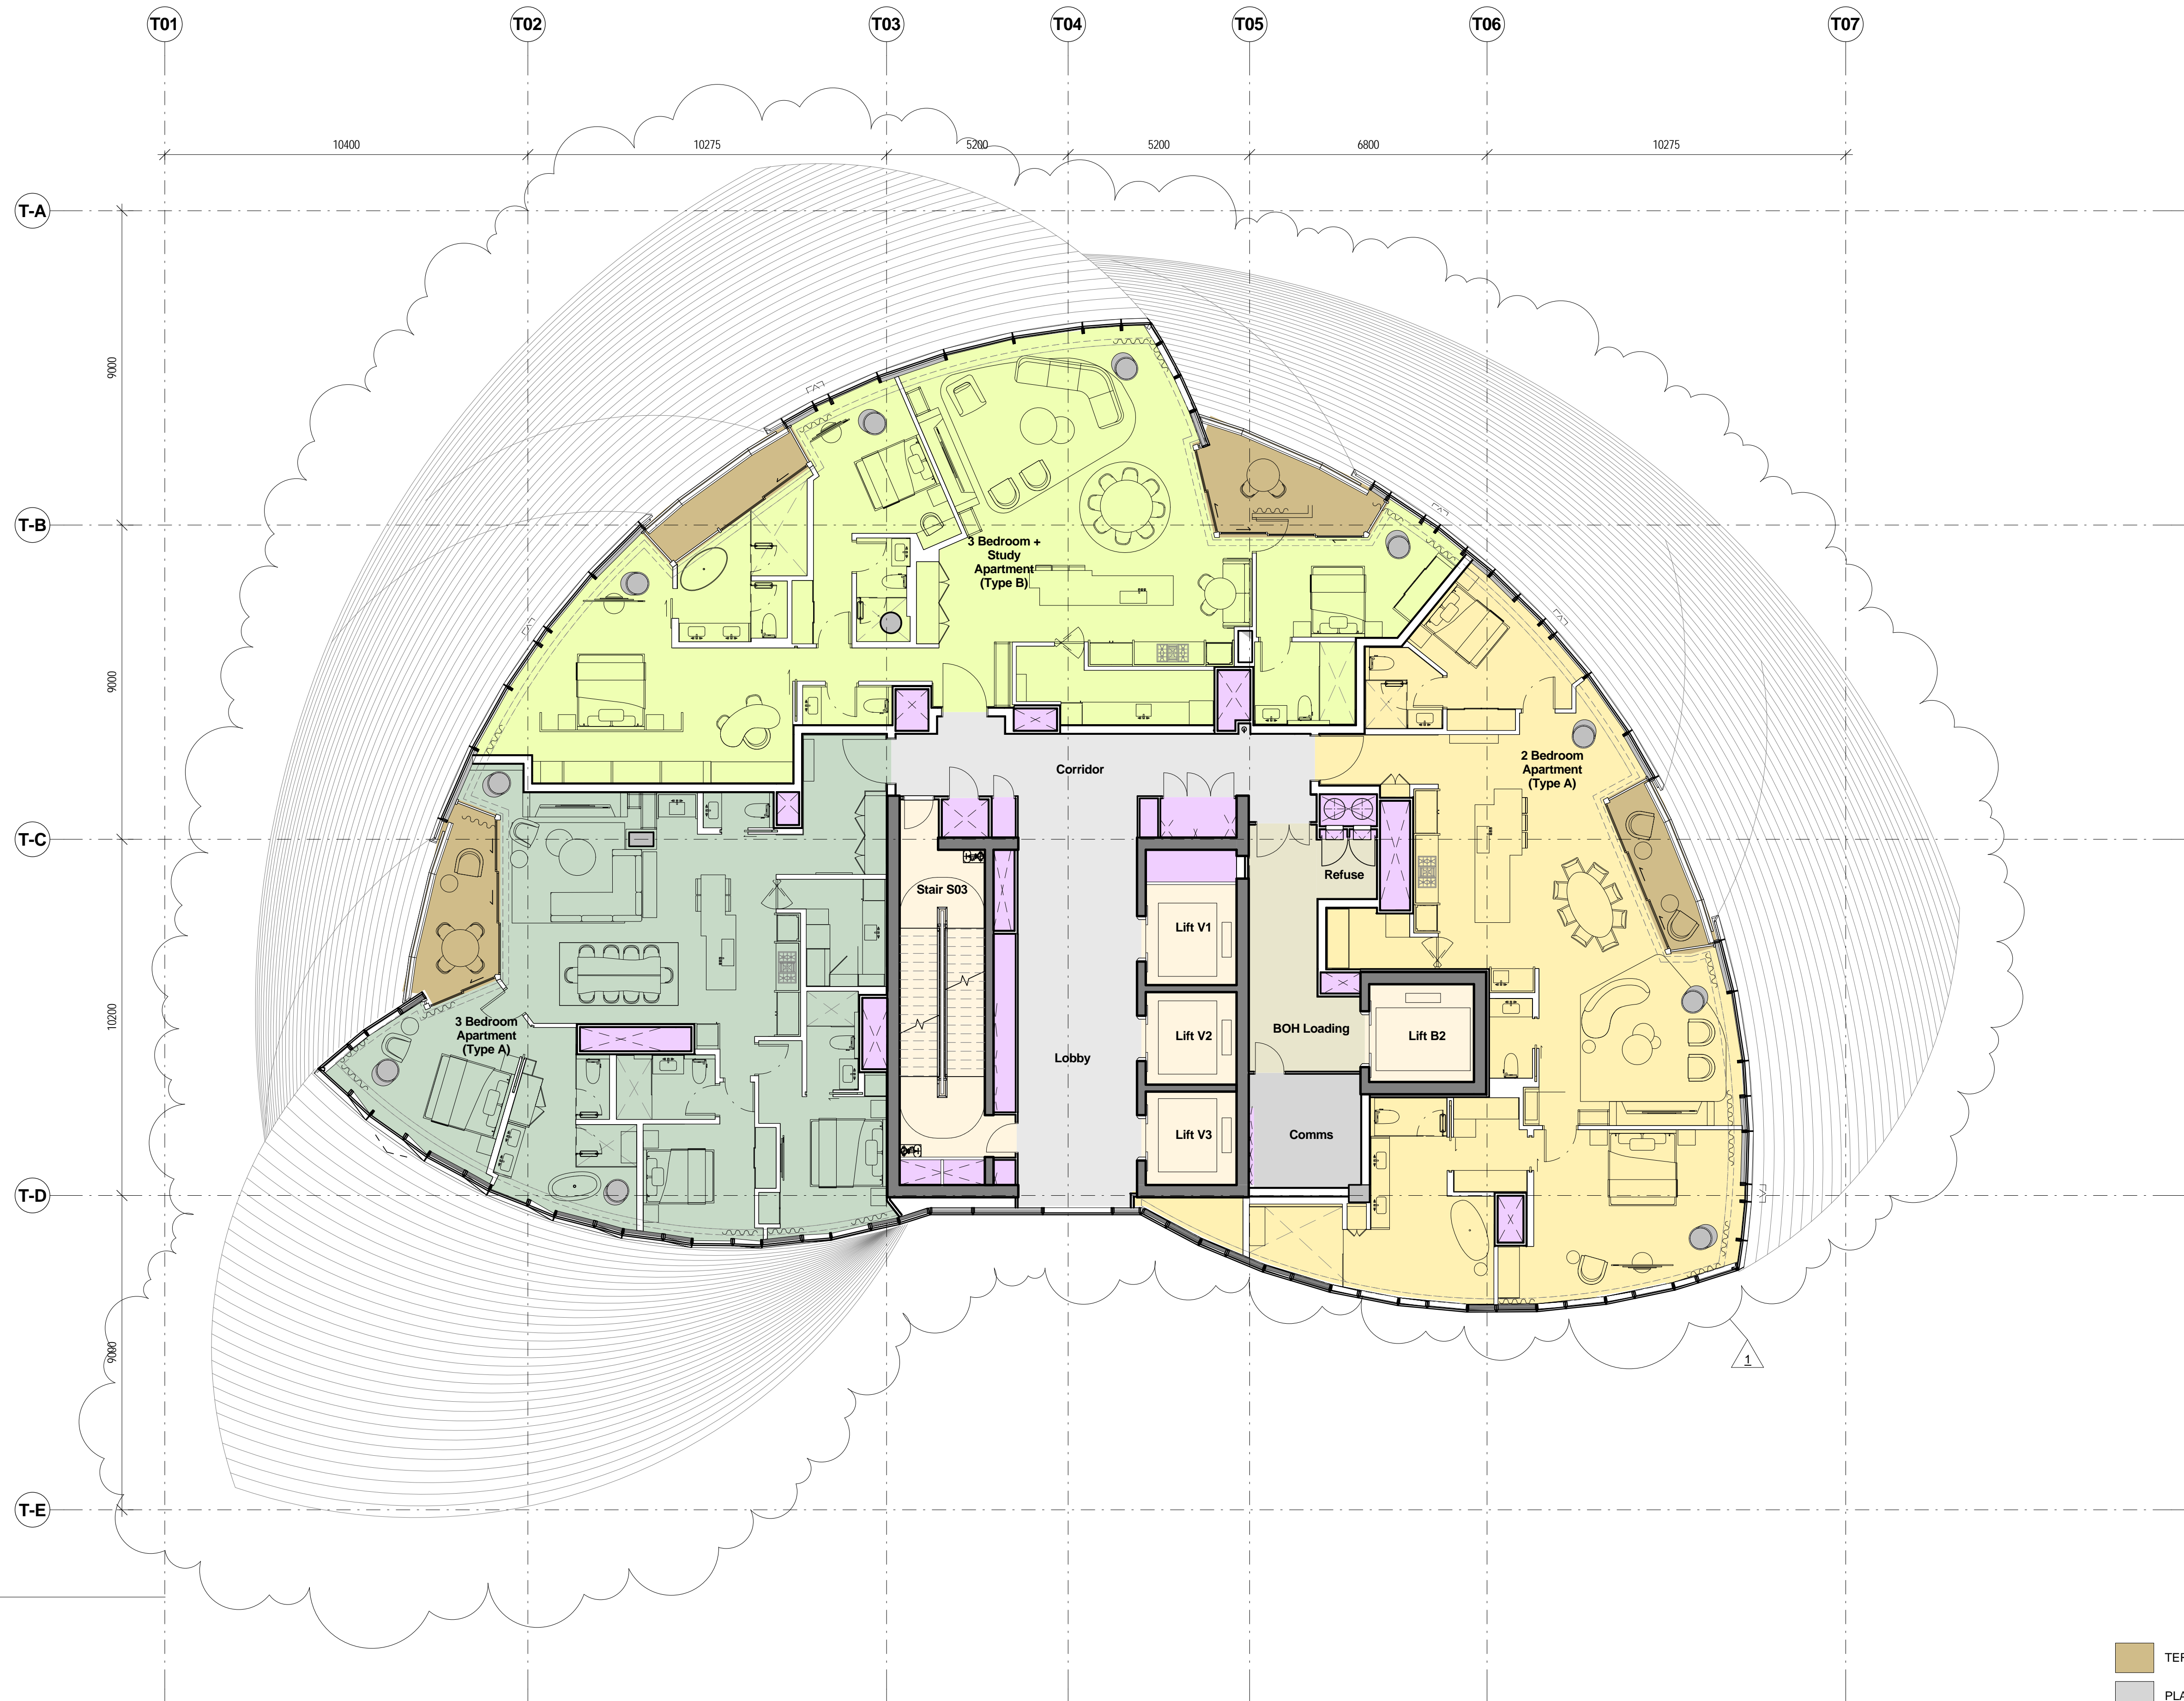 T01
T02
T03
T04
T05
T06
T07
10400
10275
5200
5200
6800
10275
T-A
9000
T-B
3 Bedroom +
Study
Apartment
(Type B)
9000
2 Bedroom
Apartment
(Type A)
Corridor
T-C
Refuse
Stair S03
Lift V1
10200
3 Bedroom
Apartment
(Type A)
BOH Loading
Lift V2
Lift B2
Lobby
Lift V3
Comms
T-D
9090
1
T-E